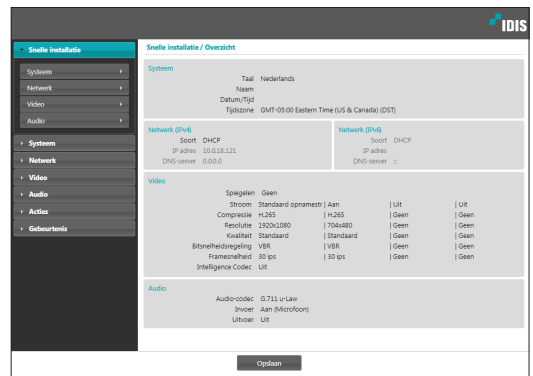 IDIS
Snelle installatie
Systeem
Netwerk
Video
Audio
Systeem
Netwerk
Video
Audio
Acties
Gebeurtenis
Snelle installatie / Overzicht
Systeem
Taal Nederlands
Naam
Datum/Tijd
Tijdszone GMT-05:00 Eastern Time (US & Canada) (DST)
Netwerk (IPv4)
Soort DHCP
IP adres 10.0.18.121
DNS-server 0.0.0.0
Netwerk (IPv6)
Soort DHCP
IP adres
DNS-server ::
Video
Spiegelen Geen
Stroom Standaard opnamestr | Aan | Uit | Uit
Compressie H.265 | H.265 | Geen | Geen
Resolutie 1920x1080 | 704x480 | Geen | Geen
Kwaliteit Standaard | Standaard | Geen | Geen
Bitsnelheidsregeling VBR | VBR | Geen | Geen
Framesnelheid 30 ips | 30 ips | Geen | Geen
Intelligence Codec Uit
Audio
Audio-codec G.711 u-Law
Invoer Aan (Microfoon)
Uitvoer Uit
Opslaan